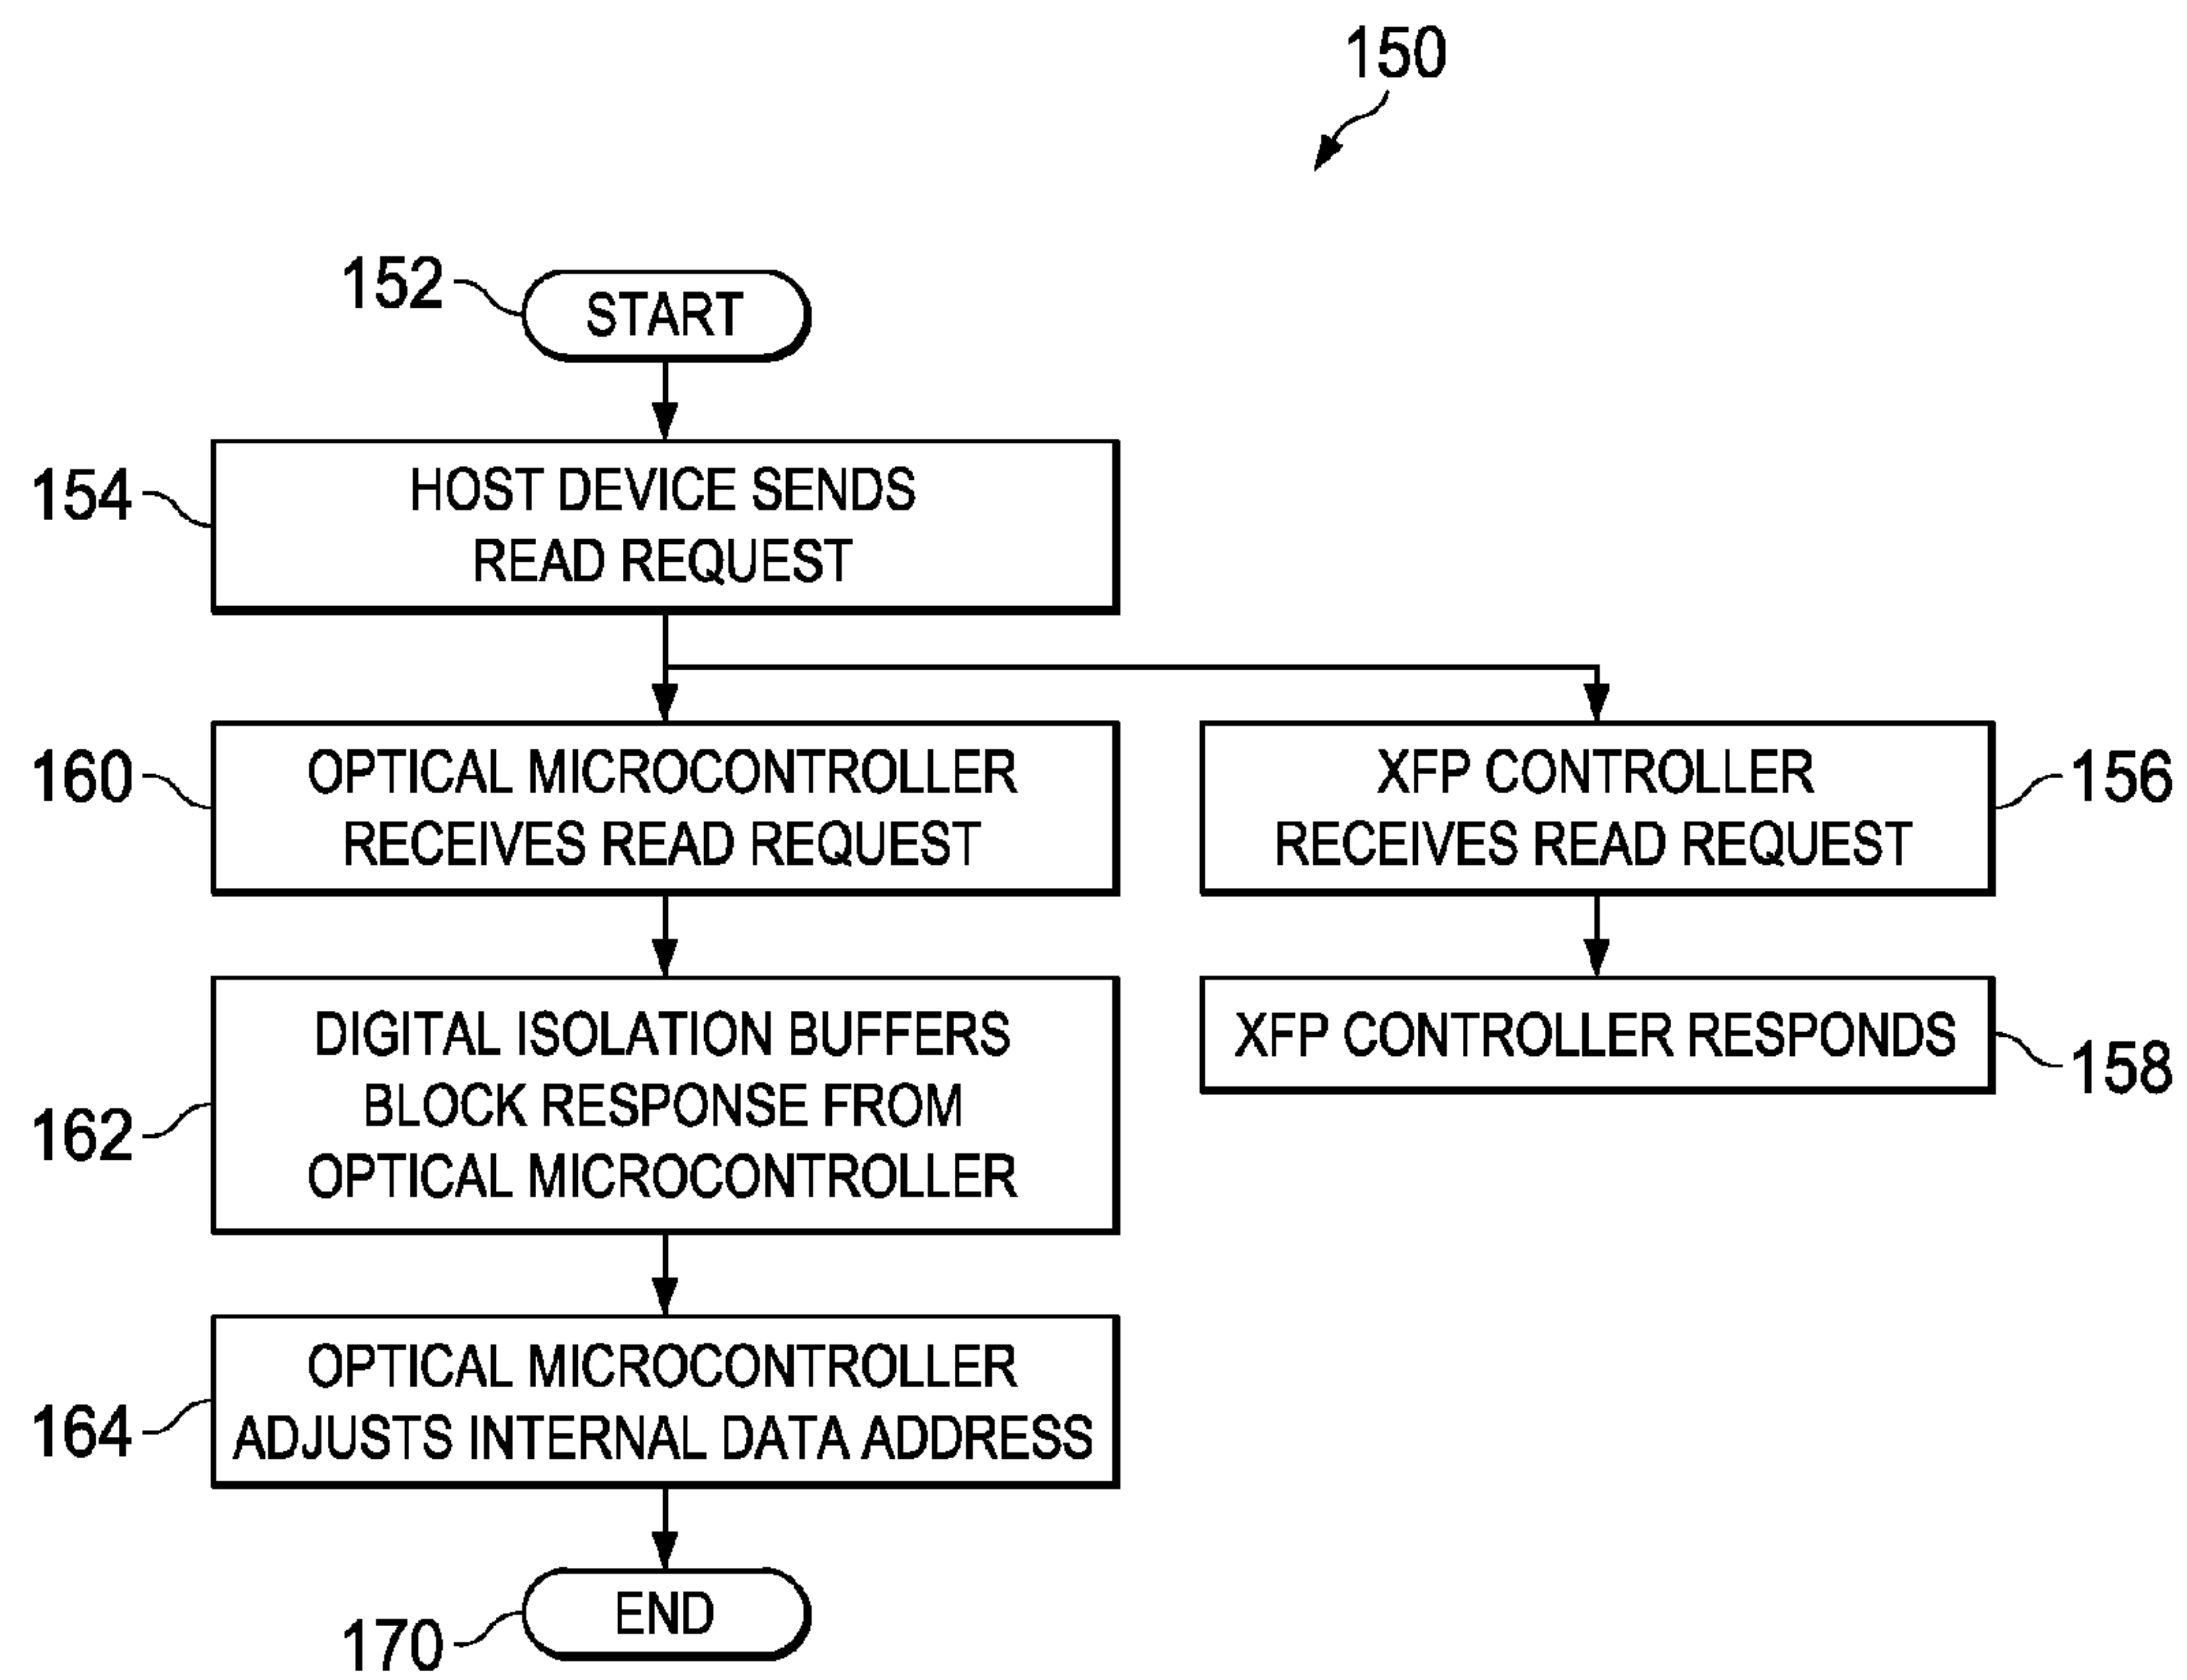 150
152
START
154
HOST DEVICE SENDS
READ REQUEST
160
OPTICAL MICROCONTROLLER
RECEIVES READ REQUEST
XFP CONTROLLER
RECEIVES READ REQUEST
156
162
DIGITAL ISOLATION BUFFERS
BLOCK RESPONSE FROM
OPTICAL MICROCONTROLLER
XFP CONTROLLER RESPONDS
158
164
OPTICAL MICROCONTROLLER
ADJUSTS INTERNAL DATA ADDRESS
170
END